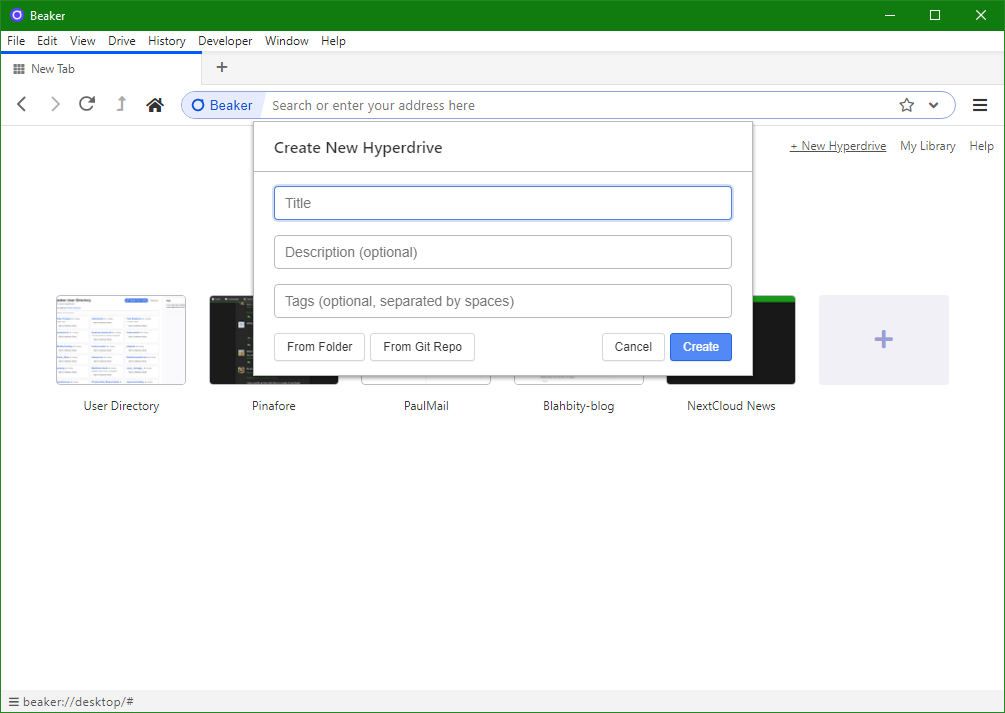 Beaker
File Edit View Drive History Developer Window Help
New Tab
Beaker Search or enter your address here
Create New Hyperdrive
+ New Hyperdrive My Library Help
Title
Description (optional)
Tags (optional, separated by spaces)
From Folder From Git Repo Cancel Create
User Directory Pinafore PaulMail Blahbity-blog NextCloud News
beaker://desktop/#